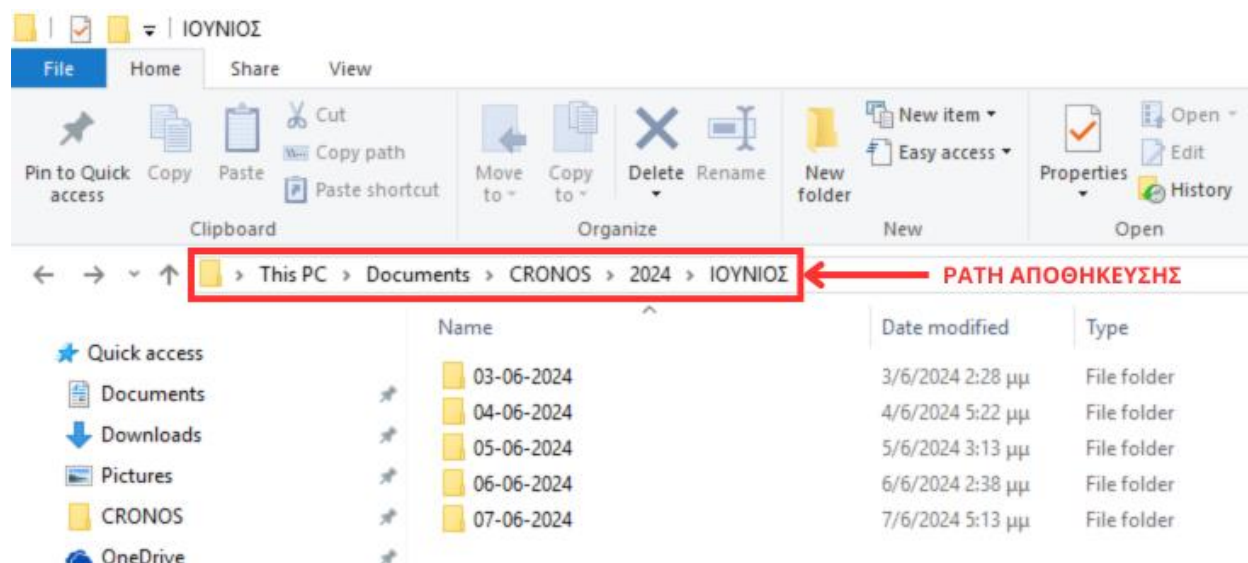 ΙΟΥΝΙΟΣ
File Home Share View
Pin to Quick access
Copy
Paste
Cut
Copy path
Paste shortcut
Clipboard
Move to
Copy to
Delete
Rename
Organize
New folder
New item
Easy access
New
Properties
Open
Edit
History
Open
This PC > Documents > CRONOS > 2024 > ΙΟΥΝΙΟΣ
PATH ΑΠΟΘΗΚΕΥΣΗΣ
Name Date modified Type
Quick access
Documents
Downloads
Pictures
CRONOS
OneDrive
03-06-2024 3/6/2024 2:28 μμ File folder
04-06-2024 4/6/2024 5:22 μμ File folder
05-06-2024 5/6/2024 3:13 μμ File folder
06-06-2024 6/6/2024 2:38 μμ File folder
07-06-2024 7/6/2024 5:13 μμ File folder